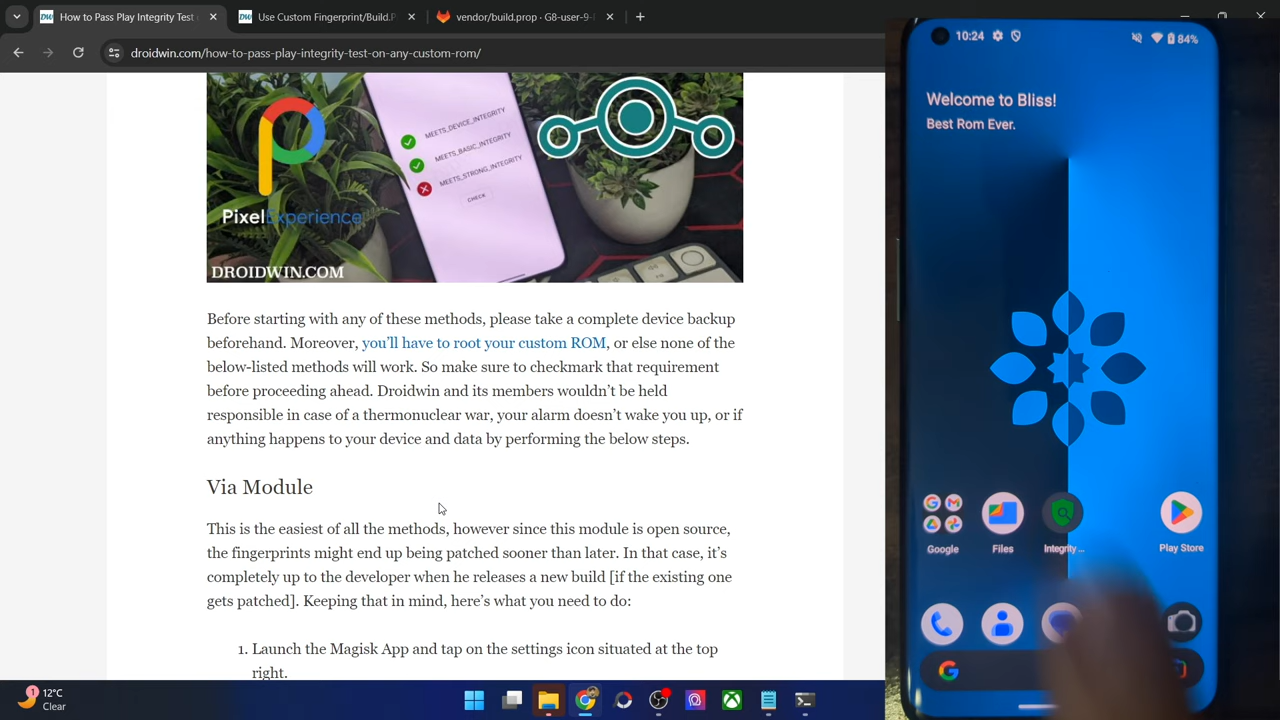 How to Pass Play Integrity Test
Use Custom Fingerprint/Build.P
vendor/build.prop · G8-user-9-
droidwin.com/how-to-pass-play-integrity-test-on-any-custom-rom/
MEETS_DEVICE_INTEGRITY
MEETS_BASIC_INTEGRITY
MEETS_STRONG_INTEGRITY
CHECK
PixelExperience
DROIDWIN.COM
Before starting with any of these methods, please take a complete device backup
beforehand. Moreover, you'll have to root your custom ROM, or else none of the
below-listed methods will work. So make sure to checkmark that requirement
before proceeding ahead. Droidwin and its members wouldn't be held
responsible in case of a thermonuclear war, your alarm doesn't wake you up, or if
anything happens to your device and data by performing the below steps.
Via Module
This is the easiest of all the methods, however since this module is open source,
the fingerprints might end up being patched sooner than later. In that case, it's
completely up to the developer when he releases a new build [if the existing one
gets patched]. Keeping that in mind, here's what you need to do:
1. Launch the Magisk App and tap on the settings icon situated at the top
right.
1
12°C
Clear
10:24
84%
Welcome to Bliss!
Best Rom Ever.
Google
Files
Integrity ...
Play Store